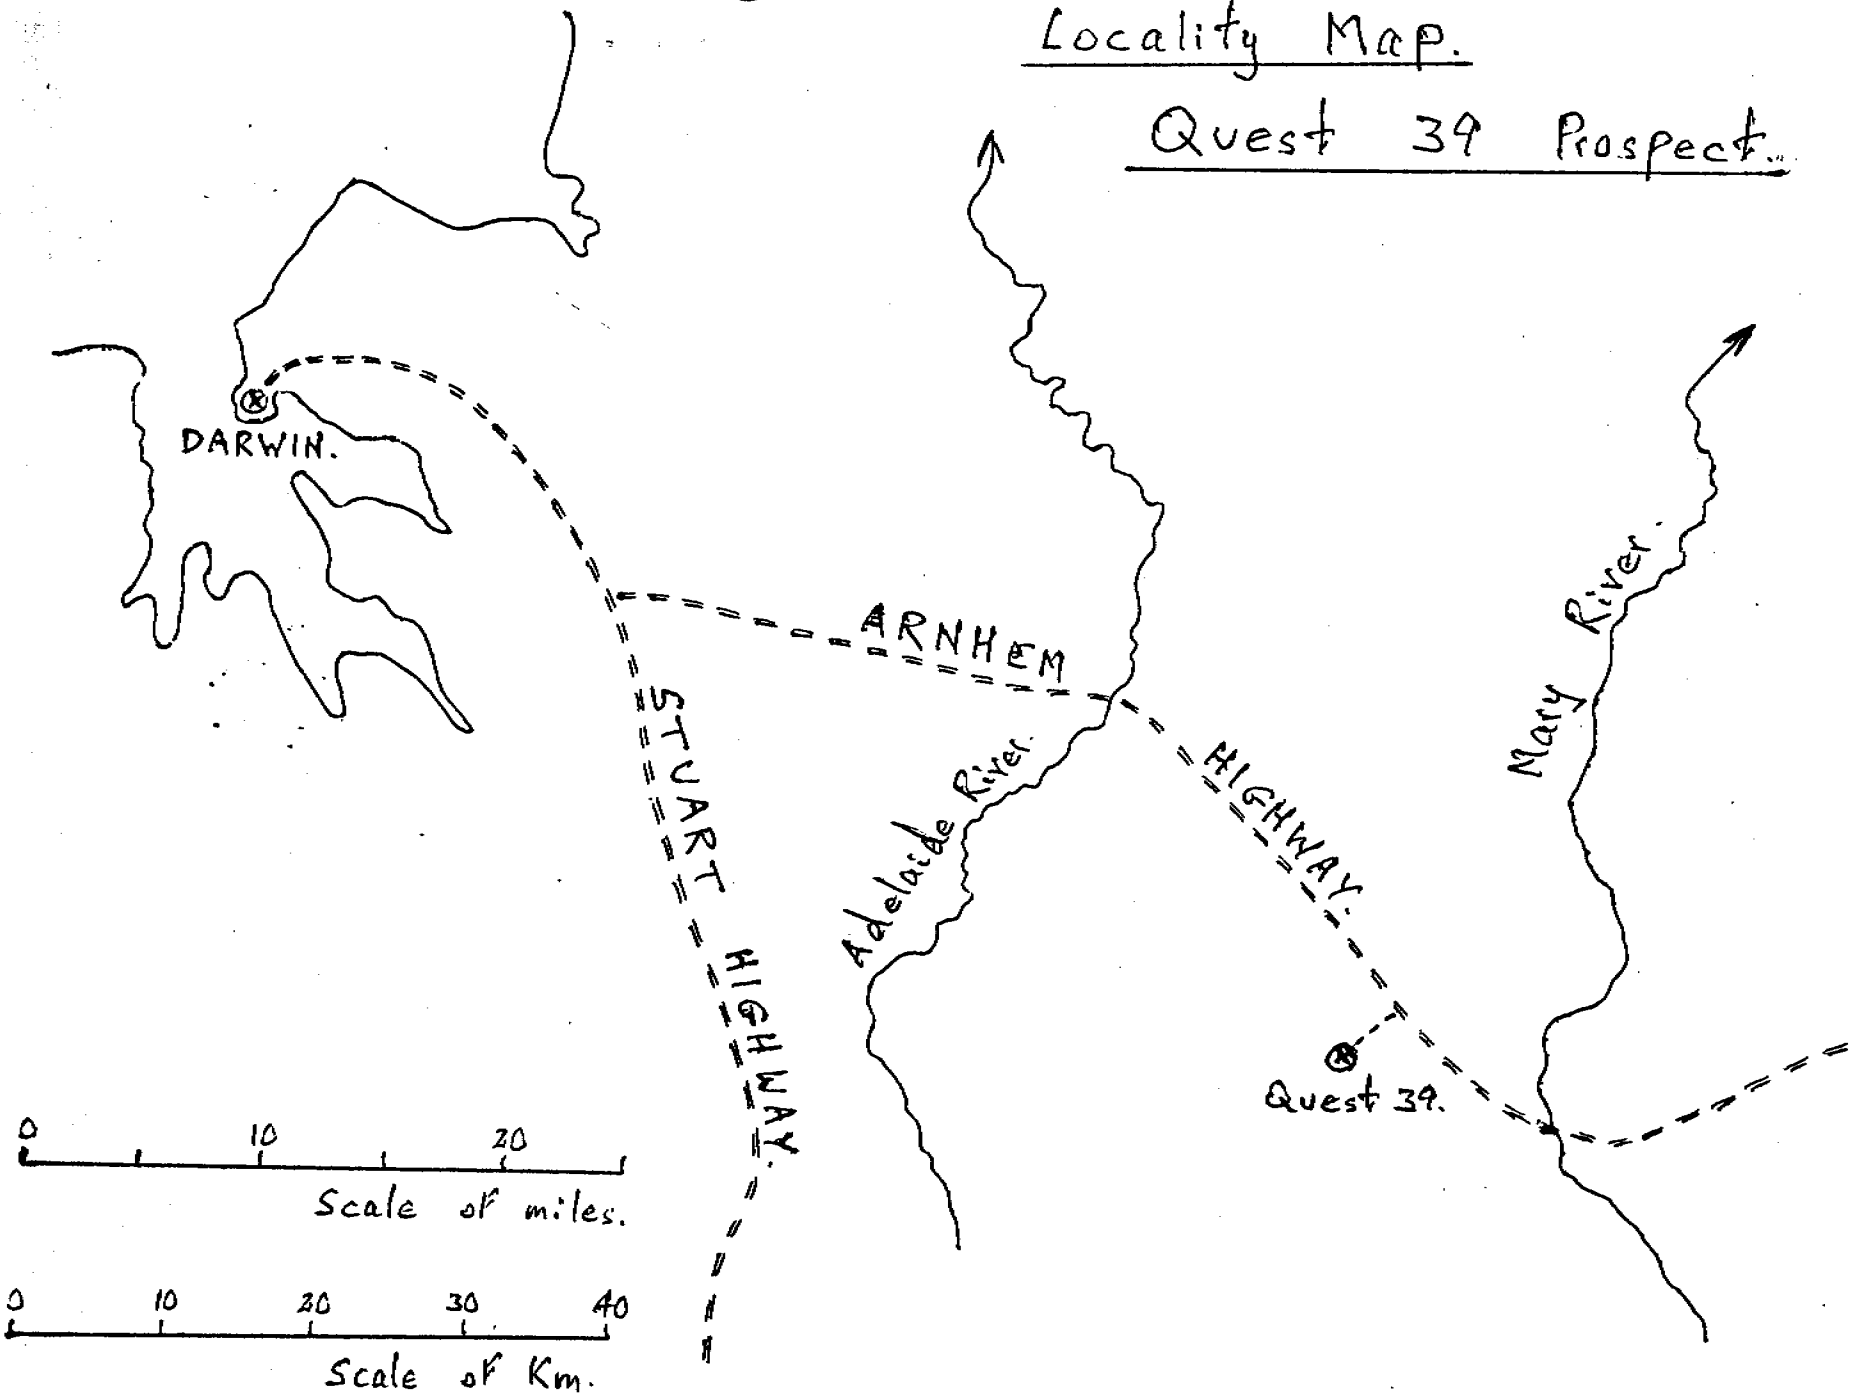 Locality Map.
Quest 39 Prospect.
DARWIN.
ARNHEM HIGHWAY.
STUART HIGHWAY.
Adelaide River.
Mary River.
Quest 39.
0 10 20
Scale of miles.
0 10 20 30 40
Scale of Km.